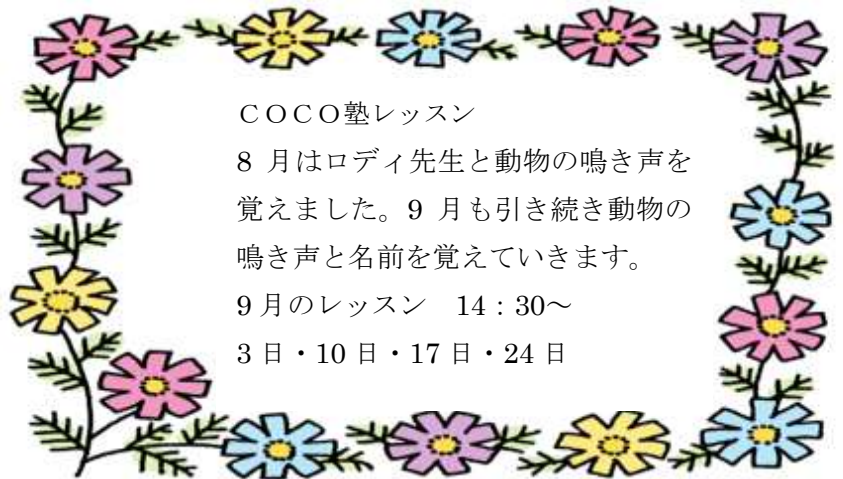 ＣＯＣＯ塾レッスン
8 月はロディ先生と動物の鳴き声を
覚えました。9 月も引き続き動物の
鳴き声と名前を覚えていきます。
9月のレッスン　14：30～
3 日・10 日・17 日・24 日